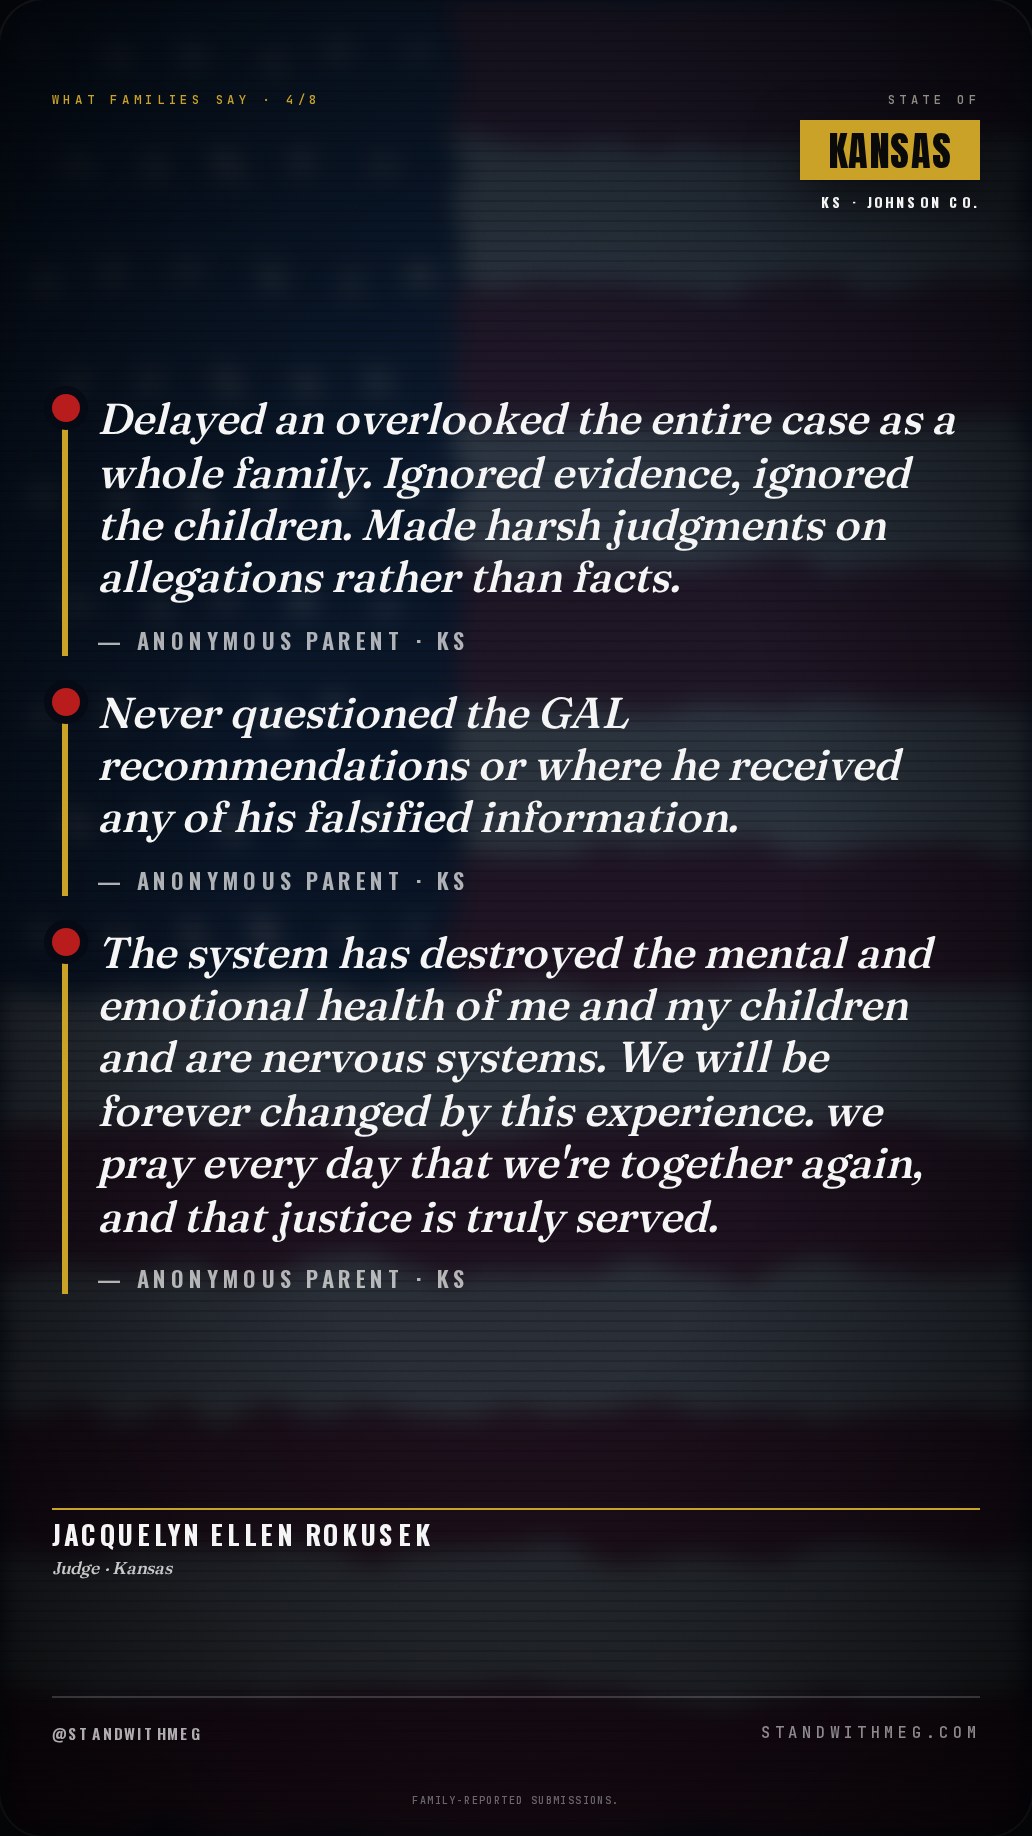 WHAT FAMILIES SAY · 4/8
STATE OF
KANSAS
KS · JOHNSON CO.
Delayed an overlooked the entire case as a
whole family. Ignored evidence, ignored
the children. Made harsh judgments on
allegations rather than facts.
— ANONYMOUS PARENT · KS
Never questioned the GAL
recommendations or where he received
any of his falsified information.
— ANONYMOUS PARENT · KS
The system has destroyed the mental and
emotional health of me and my children
and are nervous systems. We will be
forever changed by this experience. we
pray every day that we're together again,
and that justice is truly served.
— ANONYMOUS PARENT · KS
JACQUELYN ELLEN ROKUSEK
Judge · Kansas
@STANDWITHMEG
STANDWITHMEG.COM
FAMILY-REPORTED SUBMISSIONS.